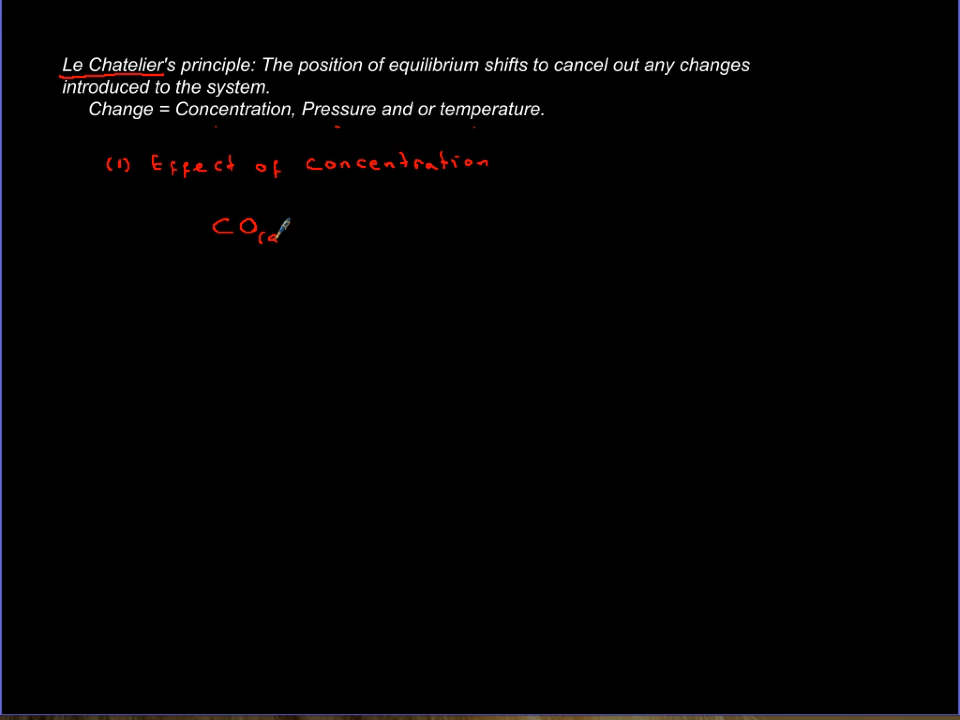 Le Chatelier's principle: The position of equilibrium shifts to cancel out any changes
introduced to the system.
Change = Concentration, Pressure and or temperature.
(1) Effect of concentration
CO(